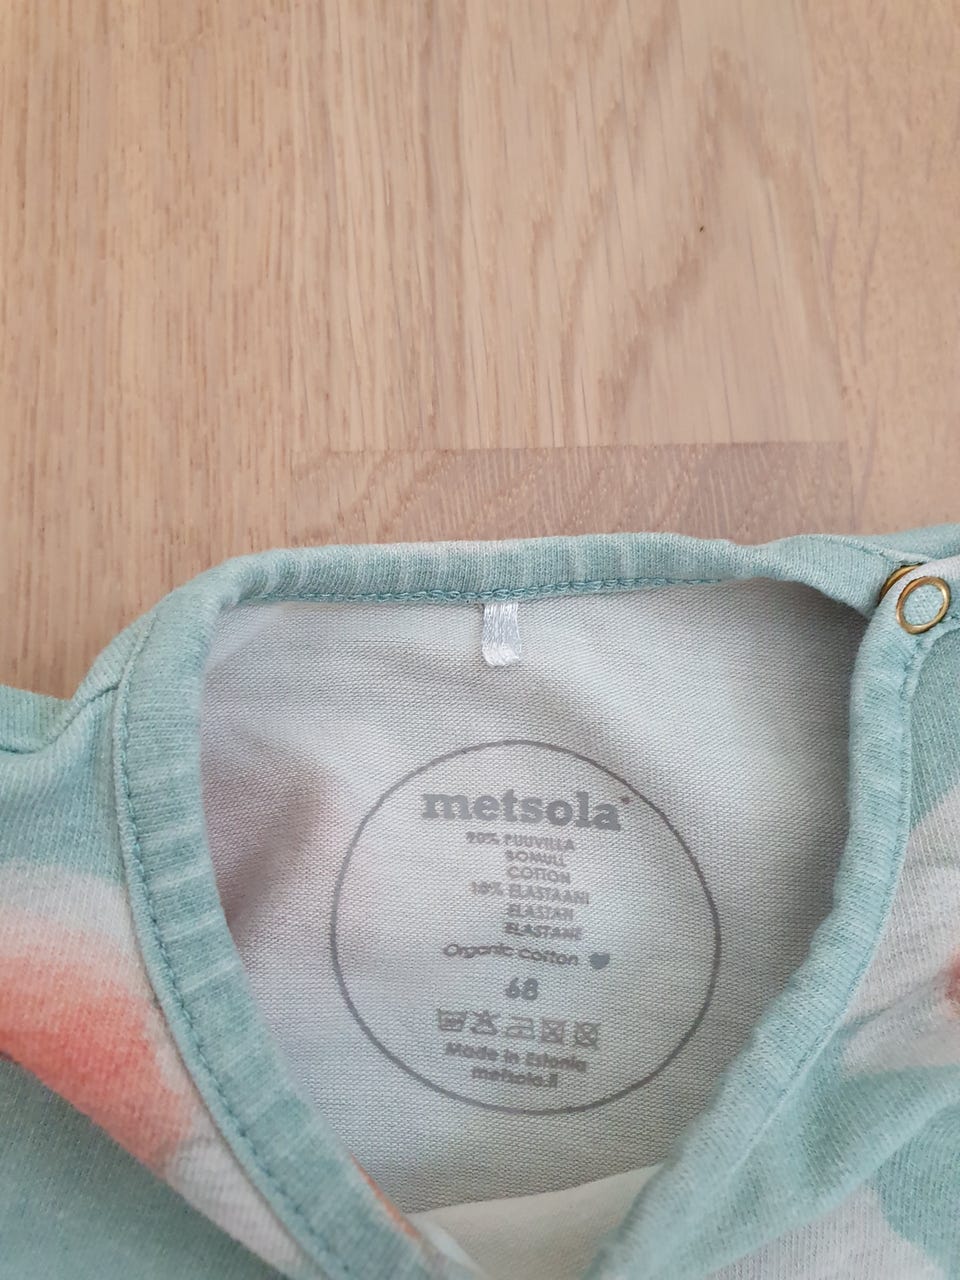 metsola
90% PUUVILLA
BOMULL
COTTON
10% ELASTAANI
ELASTAN
ELASTANE
Organic cotton
68
Made in Estonia
metsola.fi